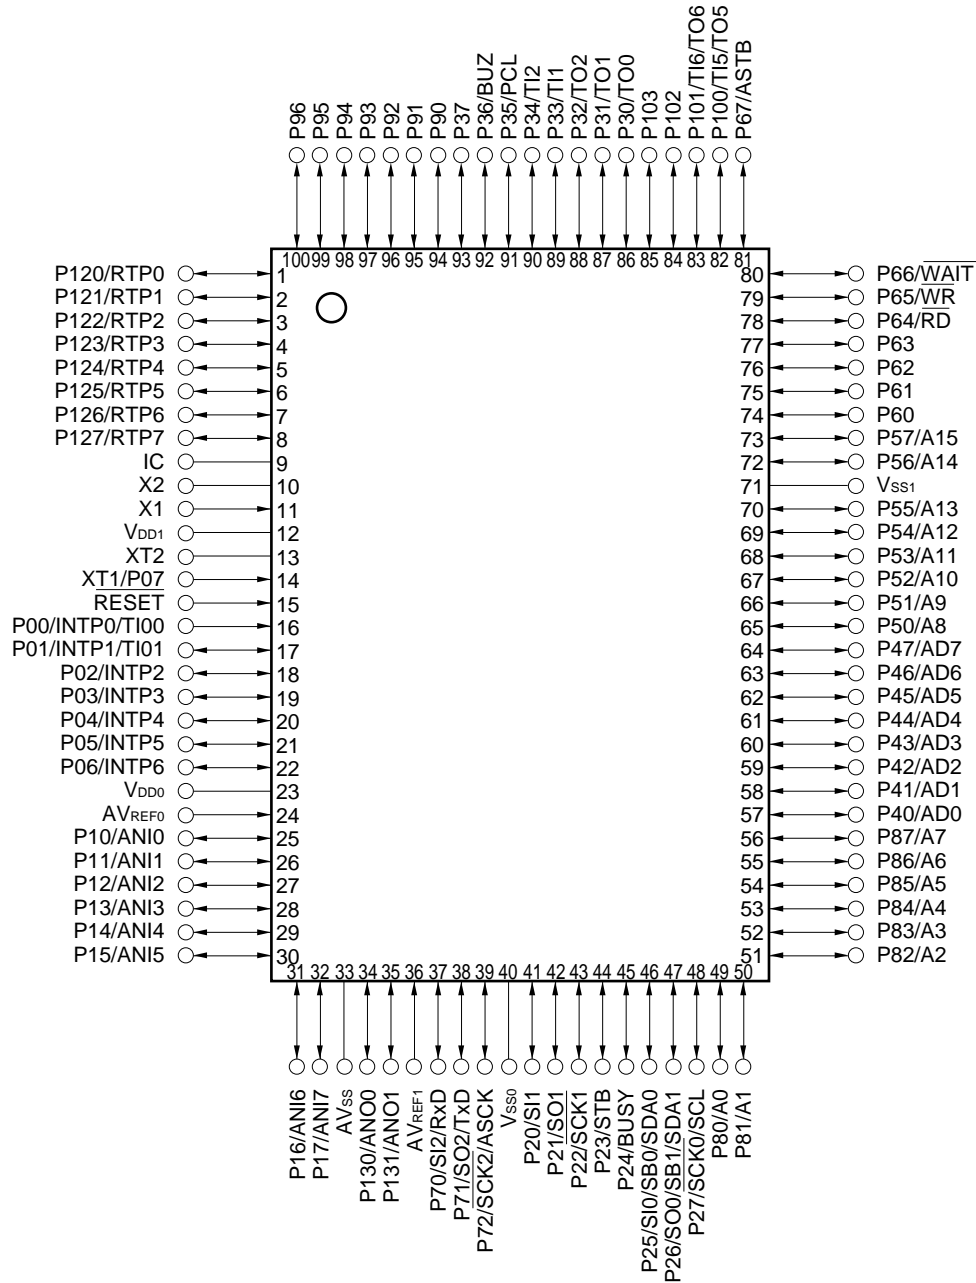 P96
P95
P94
P93
P92
P91
P90
P37
P36/BUZ
P35/PCL
P34/TI2
P33/TI1
P32/TO2
P31/TO1
P30/TO0
P103
P102
P101/TI6/TO6
P100/TI5/TO5
P67/ASTB
100 99 98 97 96 95 94 93 92 91 90 89 88 87 86 85 84 83 82 81
P120/RTP0 1 80 P66/WAIT
P121/RTP1 2 79 P65/WR
P122/RTP2 3 78 P64/RD
P123/RTP3 4 77 P63
P124/RTP4 5 76 P62
P125/RTP5 6 75 P61
P126/RTP6 7 74 P60
P127/RTP7 8 73 P57/A15
IC 9 72 P56/A14
X2 10 71 VSS1
X1 11 70 P55/A13
VDD1 12 69 P54/A12
XT2 13 68 P53/A11
XT1/P07 14 67 P52/A10
RESET 15 66 P51/A9
P00/INTP0/TI00 16 65 P50/A8
P01/INTP1/TI01 17 64 P47/AD7
P02/INTP2 18 63 P46/AD6
P03/INTP3 19 62 P45/AD5
P04/INTP4 20 61 P44/AD4
P05/INTP5 21 60 P43/AD3
P06/INTP6 22 59 P42/AD2
VDD0 23 58 P41/AD1
AVREF0 24 57 P40/AD0
P10/ANI0 25 56 P87/A7
P11/ANI1 26 55 P86/A6
P12/ANI2 27 54 P85/A5
P13/ANI3 28 53 P84/A4
P14/ANI4 29 52 P83/A3
P15/ANI5 30 51 P82/A2
31 32 33 34 35 36 37 38 39 40 41 42 43 44 45 46 47 48 49 50
P16/ANI6
P17/ANI7
AVSS
P130/ANO0
P131/ANO1
AVREF1
P70/SI2/RxD
P71/SO2/TxD
P72/SCK2/ASCK
VSS0
P20/SI1
P21/SO1
P22/SCK1
P23/STB
P24/BUSY
P25/SI0/SB0/SDA0
P26/SO0/SB1/SDA1
P27/SCK0/SCL
P80/A0
P81/A1